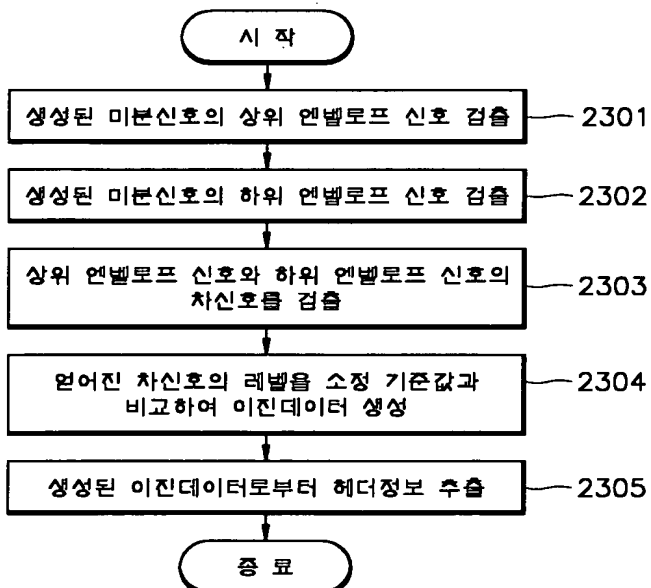 시 작
생성된 미분신호의 상위 엔벨로프 신호 검출 2301
생성된 미분신호의 하위 엔벨로프 신호 검출 2302
상위 엔벨로프 신호와 하위 엔벨로프 신호의
차신호를 검출 2303
얻어진 차신호의 레벨을 소정 기준값과
비교하여 이진데이터 생성 2304
생성된 이진데이터로부터 헤더정보 추출 2305
종 료